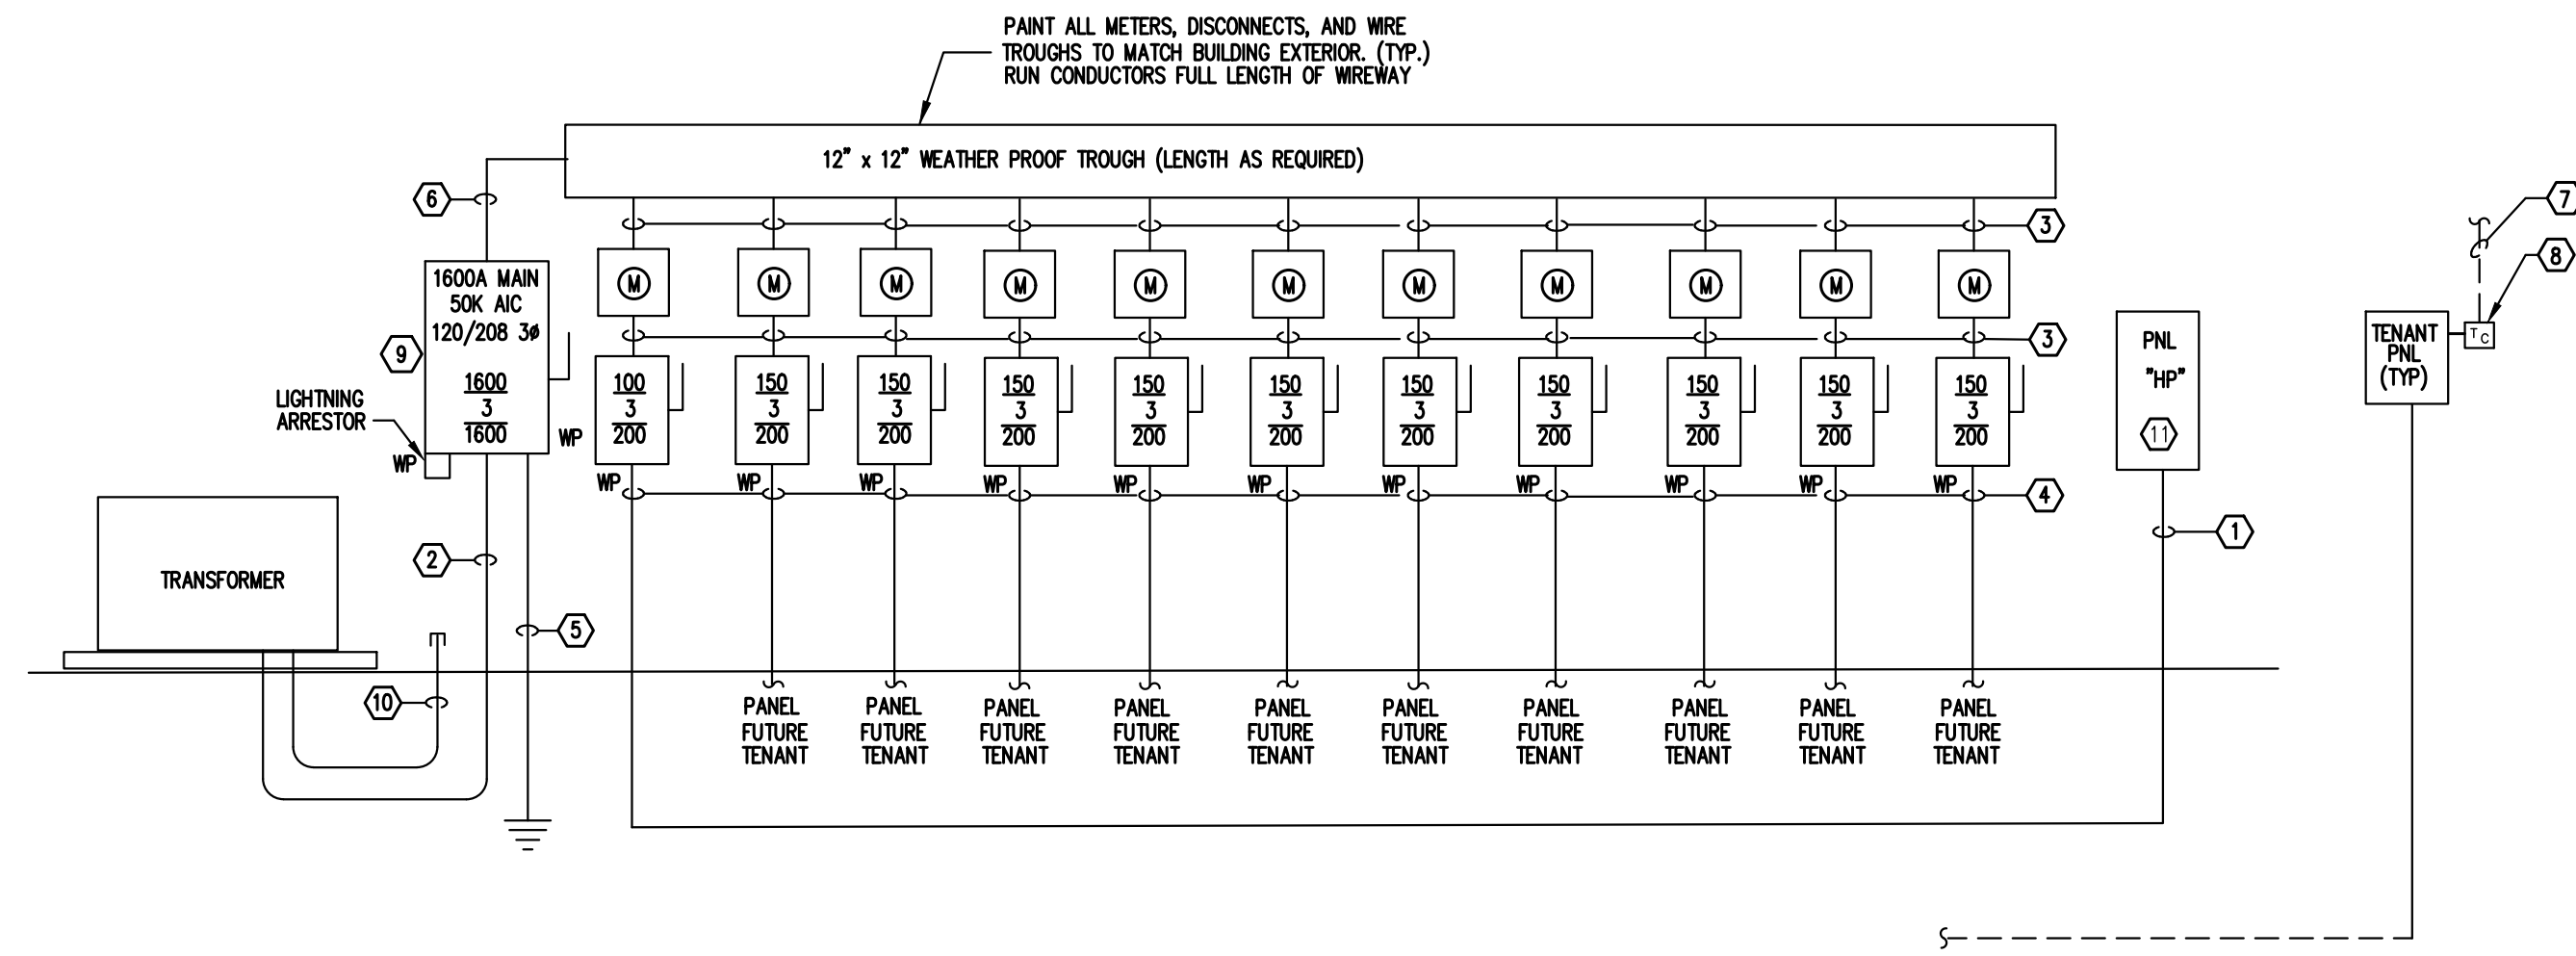 PAINT ALL METERS, DISCONNECTS, AND WIRE
TROUGHS TO MATCH BUILDING EXTERIOR. (TYP.)
RUN CONDUCTORS FULL LENGTH OF WIREWAY
12" x 12" WEATHER PROOF TROUGH (LENGTH AS REQUIRED)
6
3
7
8
1600A MAIN
50K AIC
120/208 3ø
1600
3
1600
9
LIGHTNING
ARRESTOR
WP
WP
M M M M M M M M M M M
3
100 150 150 150 150 150 150 150 150 150 150
3 3 3 3 3 3 3 3 3 3 3
200 200 200 200 200 200 200 200 200 200 200
WP WP WP WP WP WP WP WP WP WP WP
4
PNL
"HP"
11
1
TENANT
PNL
(TYP)
TC
TRANSFORMER
2
5
10
PANEL PANEL PANEL PANEL PANEL PANEL PANEL PANEL PANEL PANEL
FUTURE FUTURE FUTURE FUTURE FUTURE FUTURE FUTURE FUTURE FUTURE FUTURE
TENANT TENANT TENANT TENANT TENANT TENANT TENANT TENANT TENANT TENANT